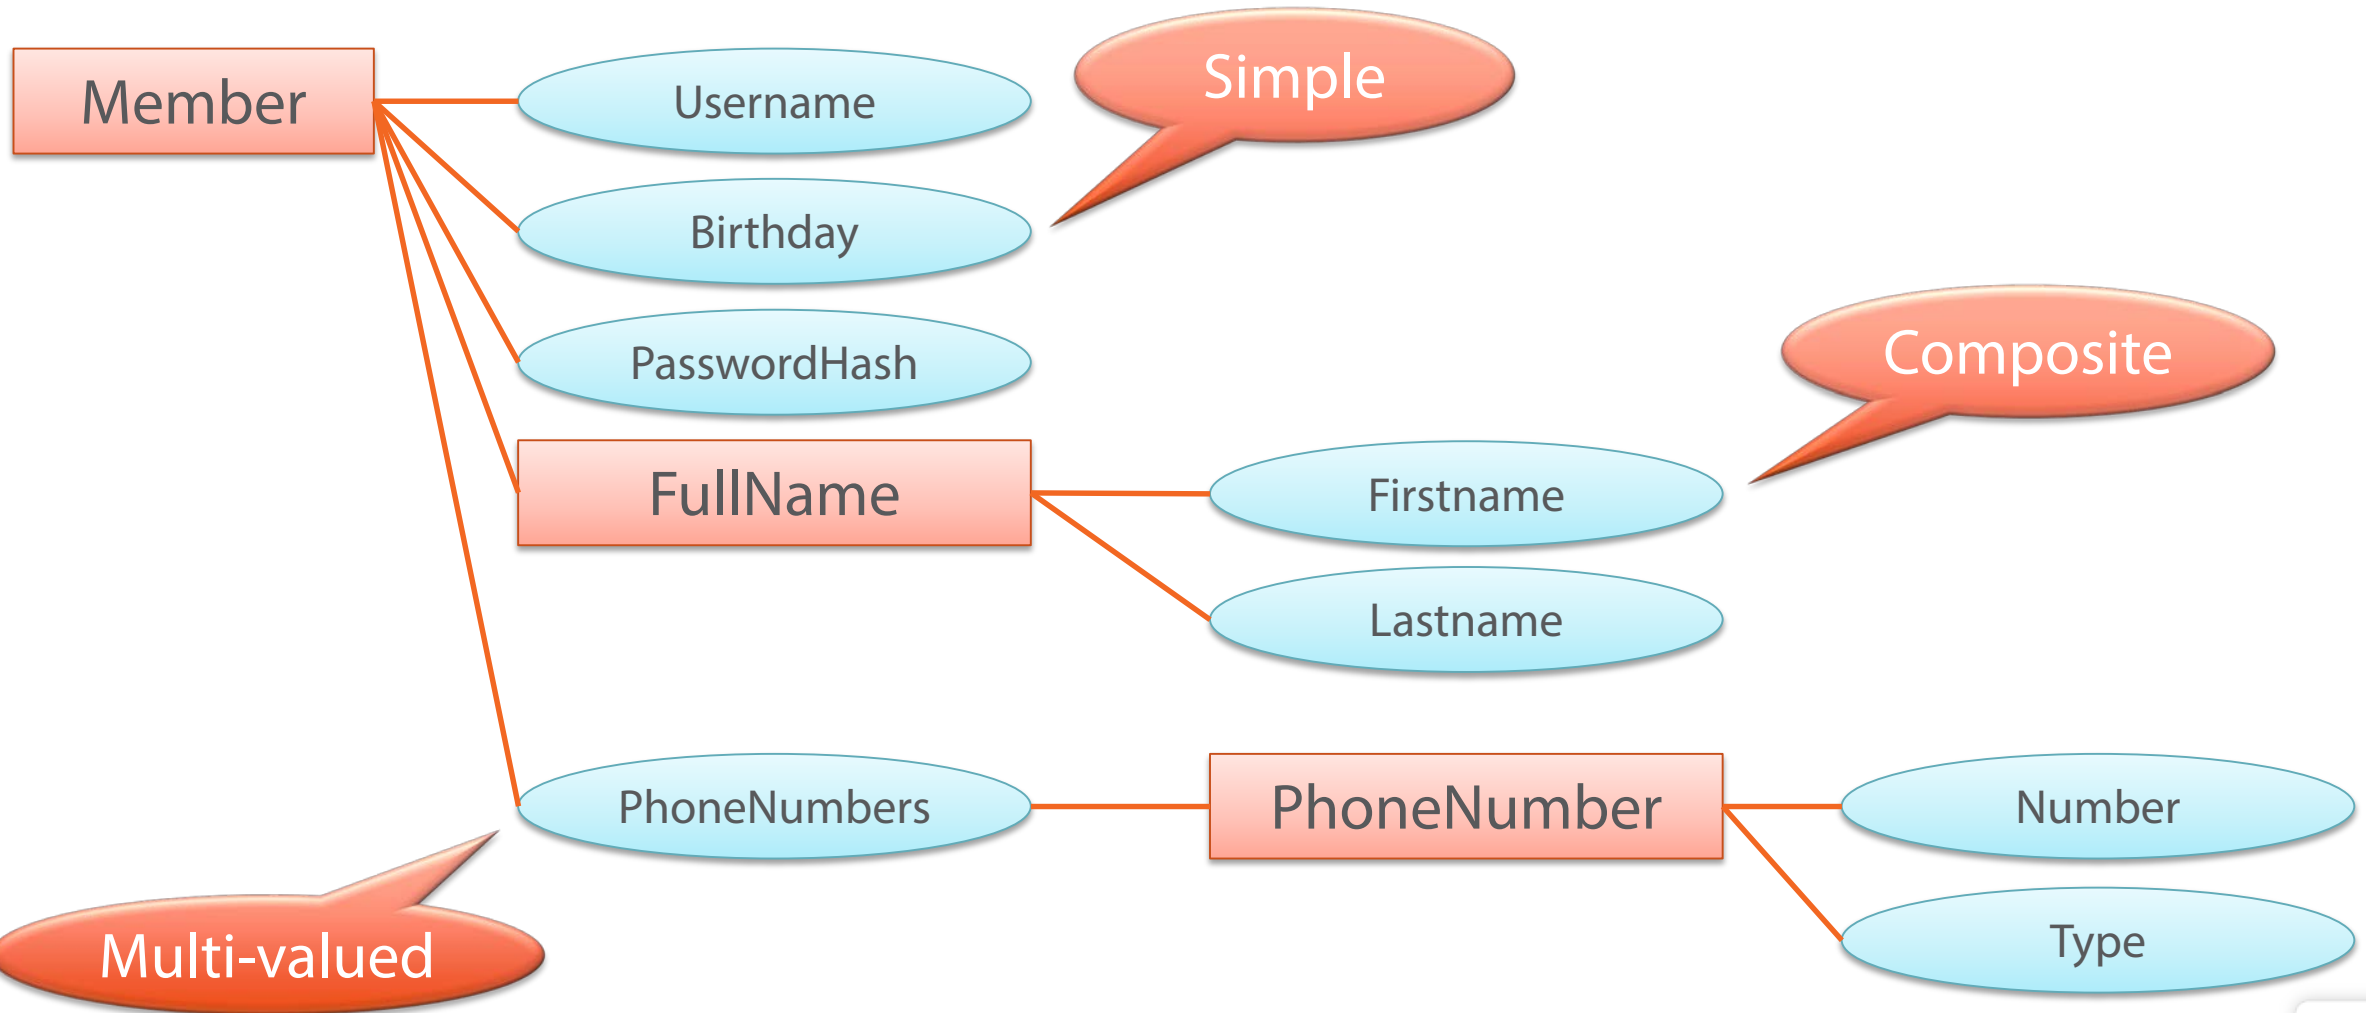 Member
Username
Simple
Birthday
PasswordHash
Composite
FullName
Firstname
Lastname
PhoneNumbers
PhoneNumber
Number
Multi-valued
Type